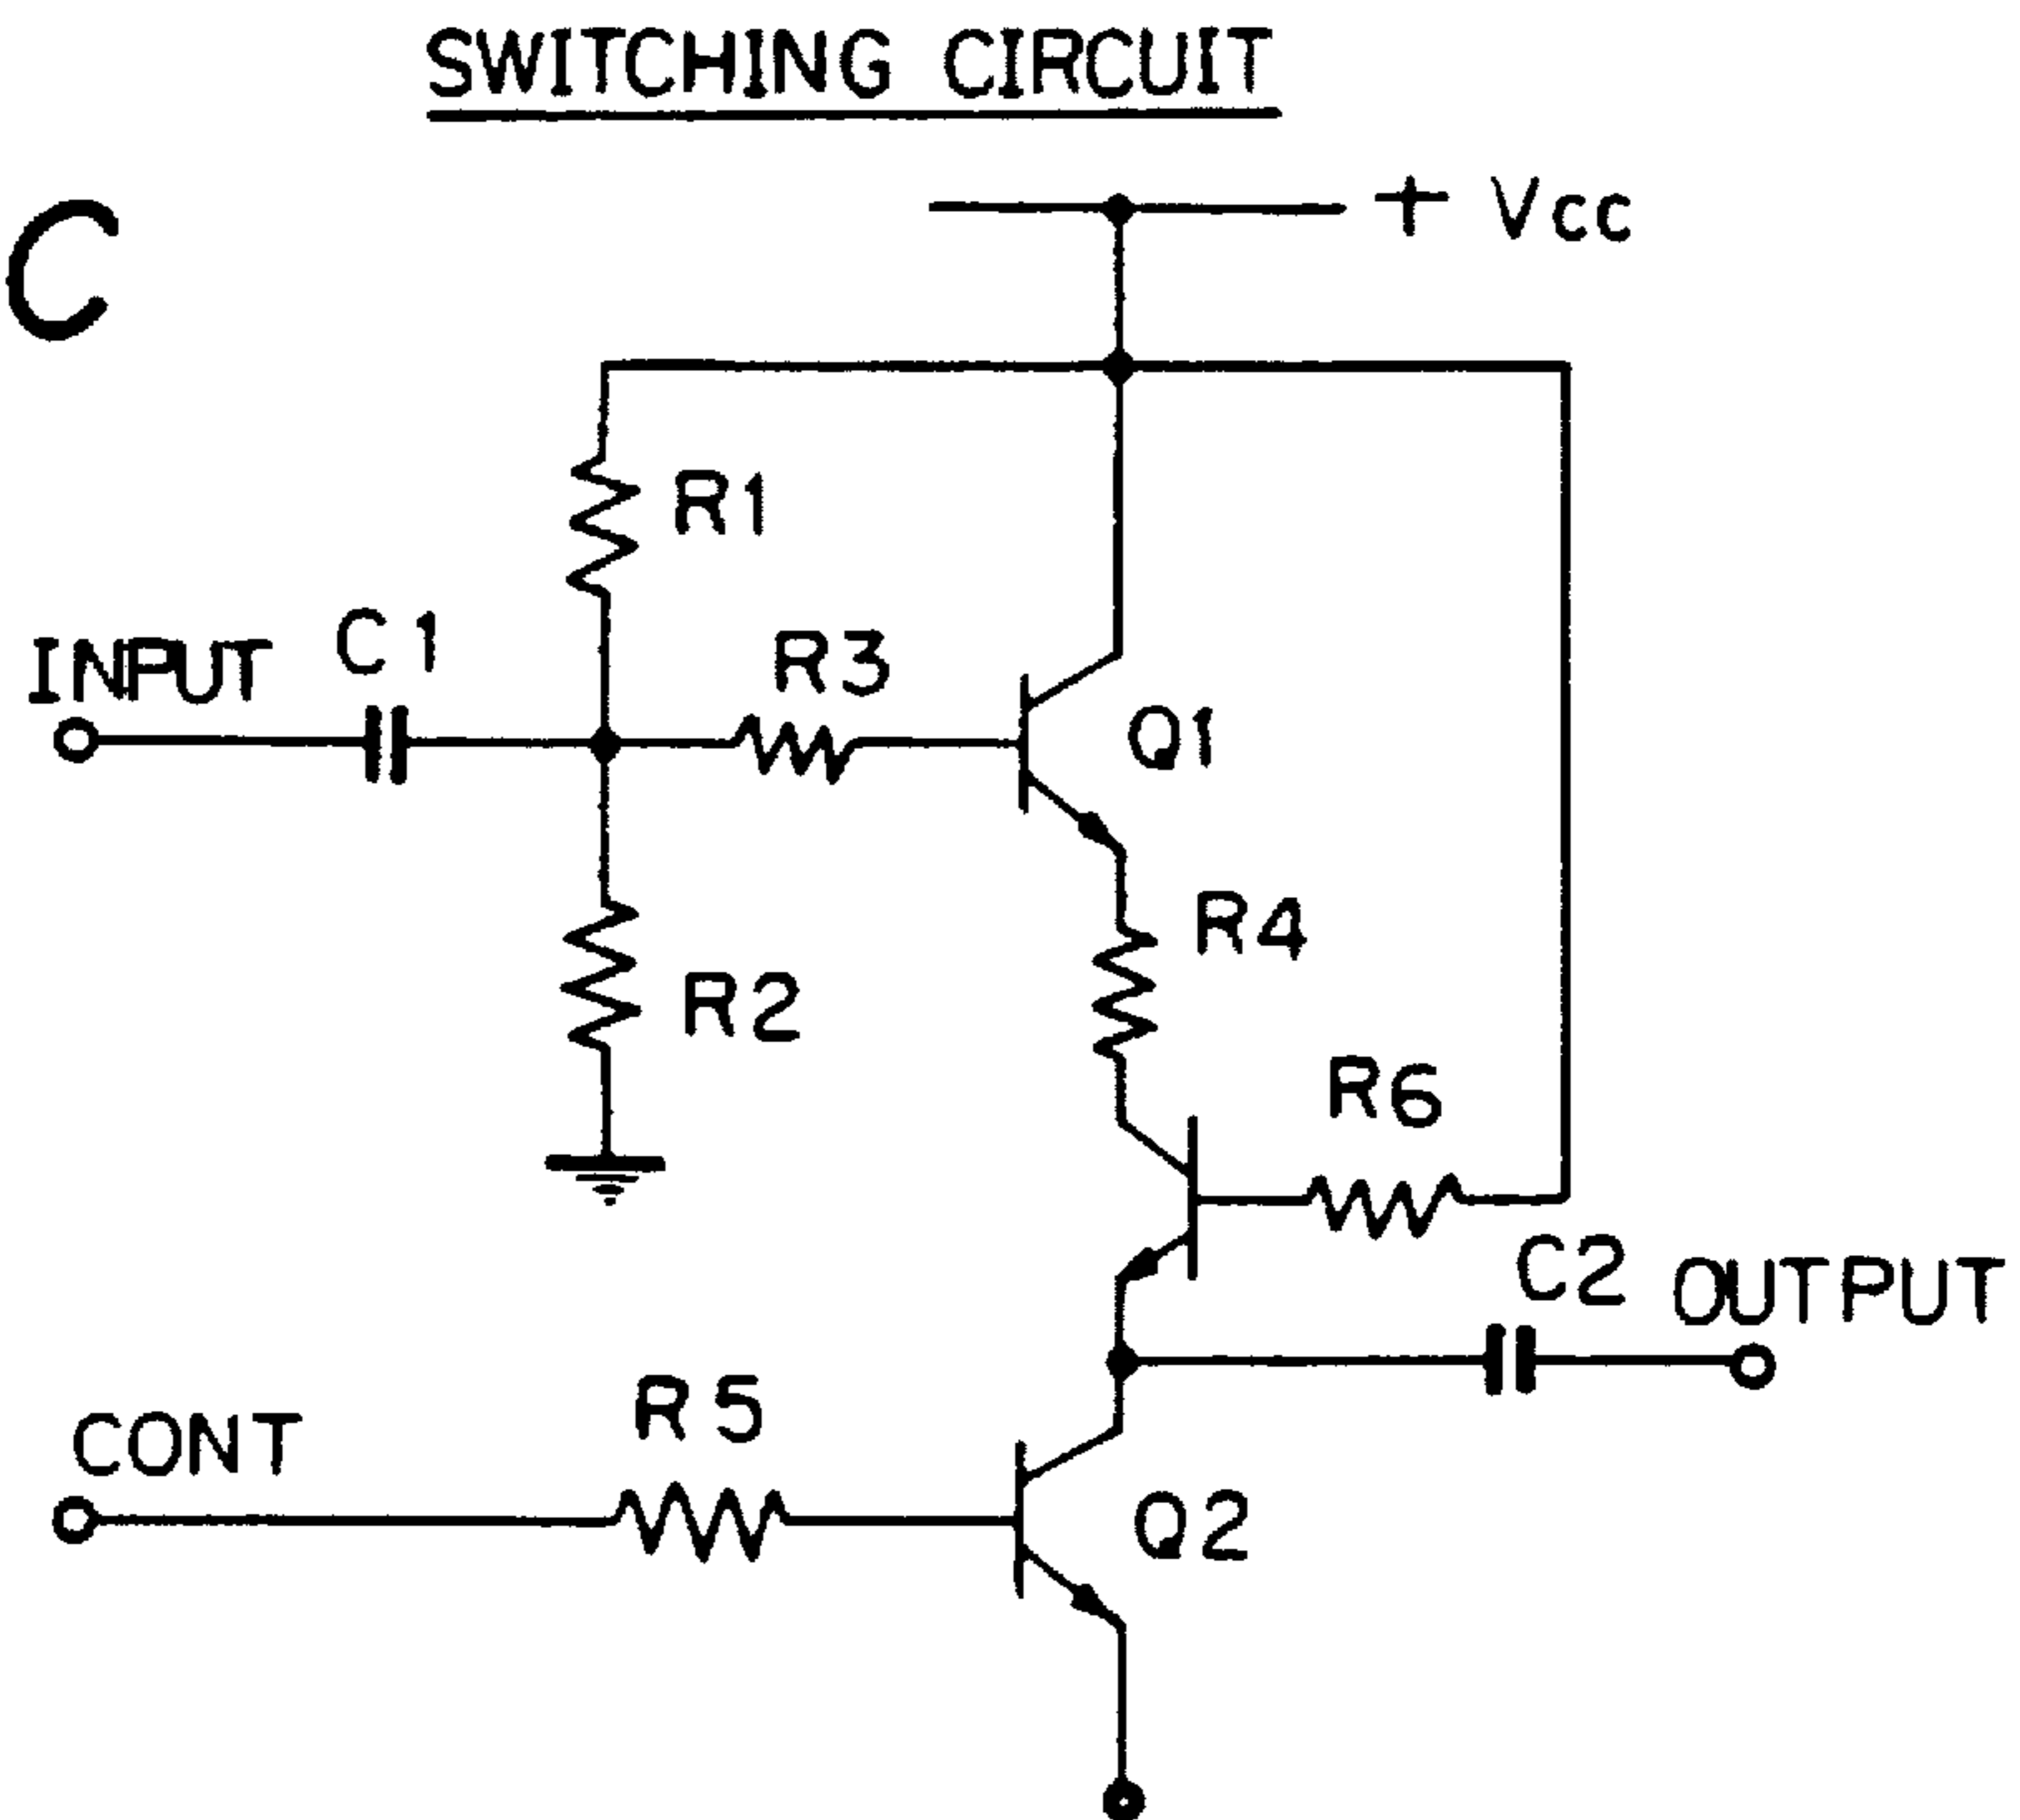 SWITCHING CIRCUIT
+ Vcc
C
R1
C1
INPUT
R3
Q1
R4
R2
R6
C2
OUTPUT
R5
CONT
Q2